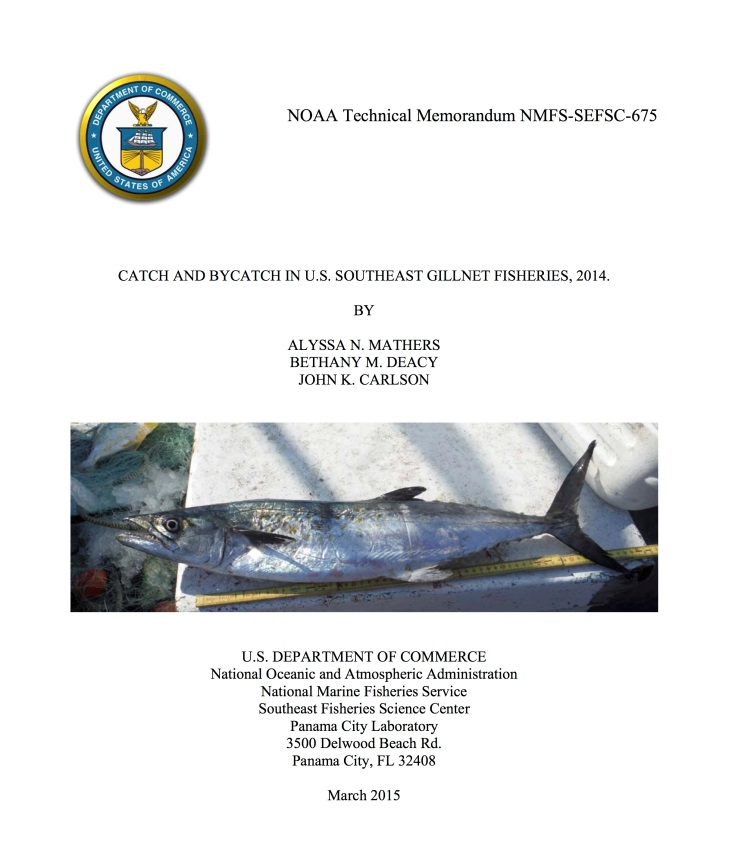 DEPARTMENT OF COMMERCE
UNITED STATES OF AMERICA
NOAA Technical Memorandum NMFS-SEFSC-675
CATCH AND BYCATCH IN U.S. SOUTHEAST GILLNET FISHERIES, 2014.
BY
ALYSSA N. MATHERS
BETHANY M. DEACY
JOHN K. CARLSON
U.S. DEPARTMENT OF COMMERCE
National Oceanic and Atmospheric Administration
National Marine Fisheries Service
Southeast Fisheries Science Center
Panama City Laboratory
3500 Delwood Beach Rd.
Panama City, FL 32408
March 2015